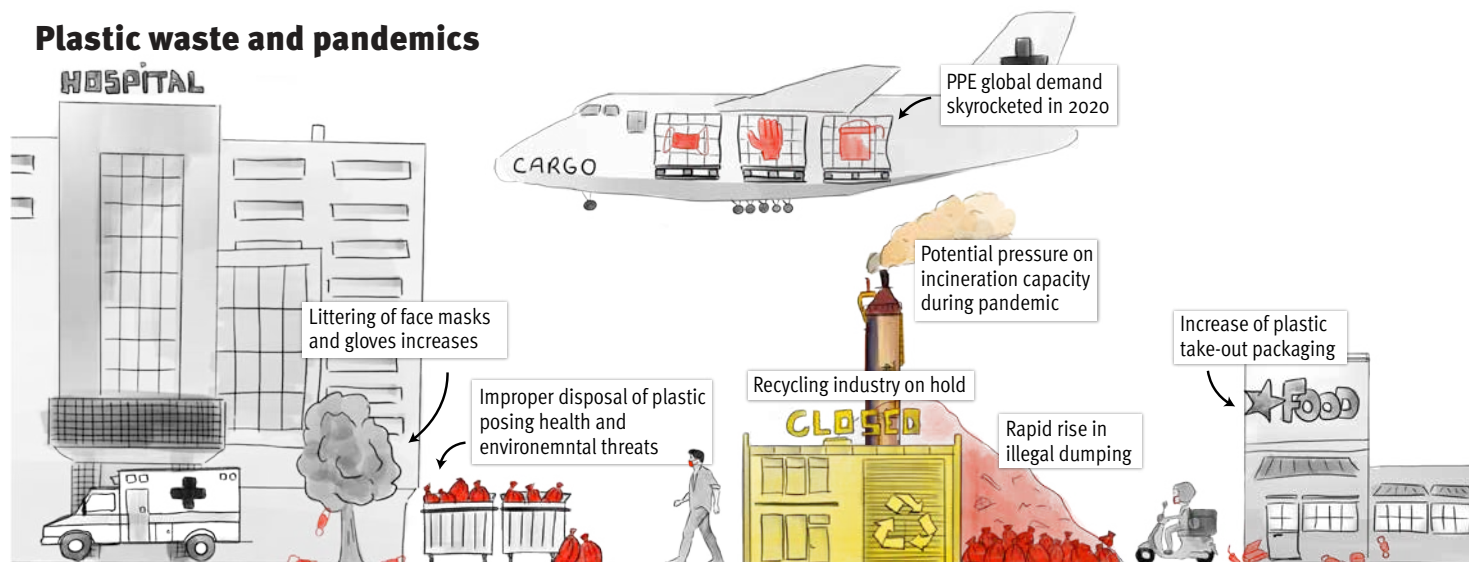 Plastic waste and pandemics
HOSPITAL
PPE global demand
skyrocketed in 2020
CARGO
Potential pressure on
incineration capacity
during pandemic
Littering of face masks
and gloves increases
Increase of plastic
take-out packaging
Improper disposal of plastic
posing health and
environemntal threats
Recycling industry on hold
CLOSED
Rapid rise in
illegal dumping
FOOD